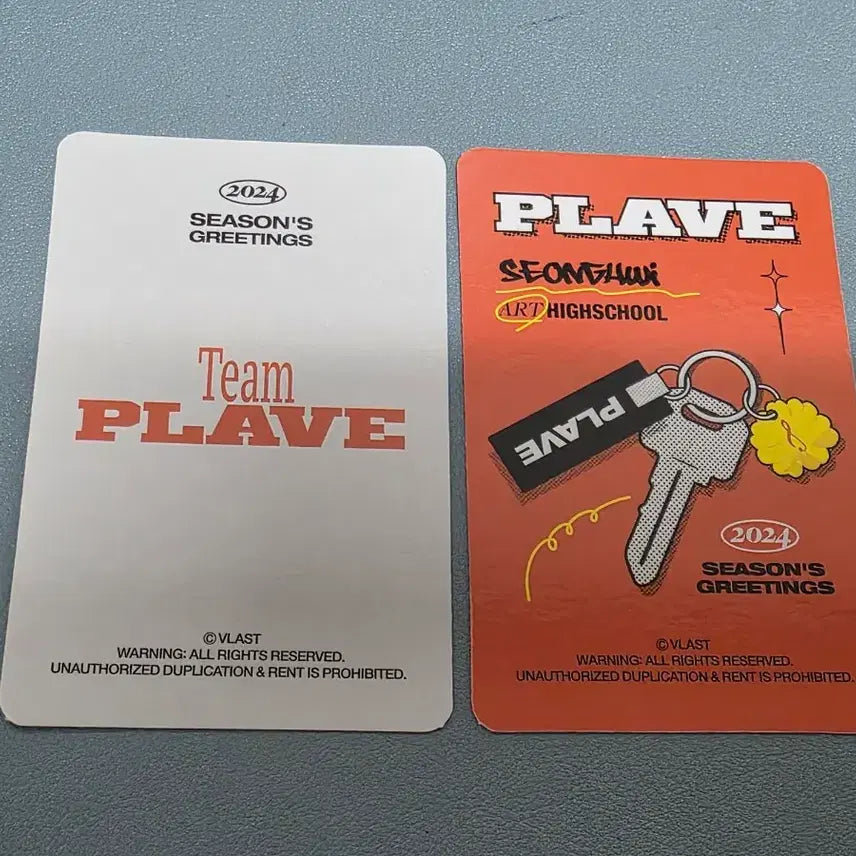 2024
SEASON'S
GREETINGS
Team
PLAVE
© VLAST
WARNING: ALL RIGHTS RESERVED.
UNAUTHORIZED DUPLICATION & RENT IS PROHIBITED.
PLAVE
SEONGHWi
ART HIGHSCHOOL
PLAVE
2024
SEASON'S
GREETINGS
© VLAST
WARNING: ALL RIGHTS RESERVED.
UNAUTHORIZED DUPLICATION & RENT IS PROHIBITED.